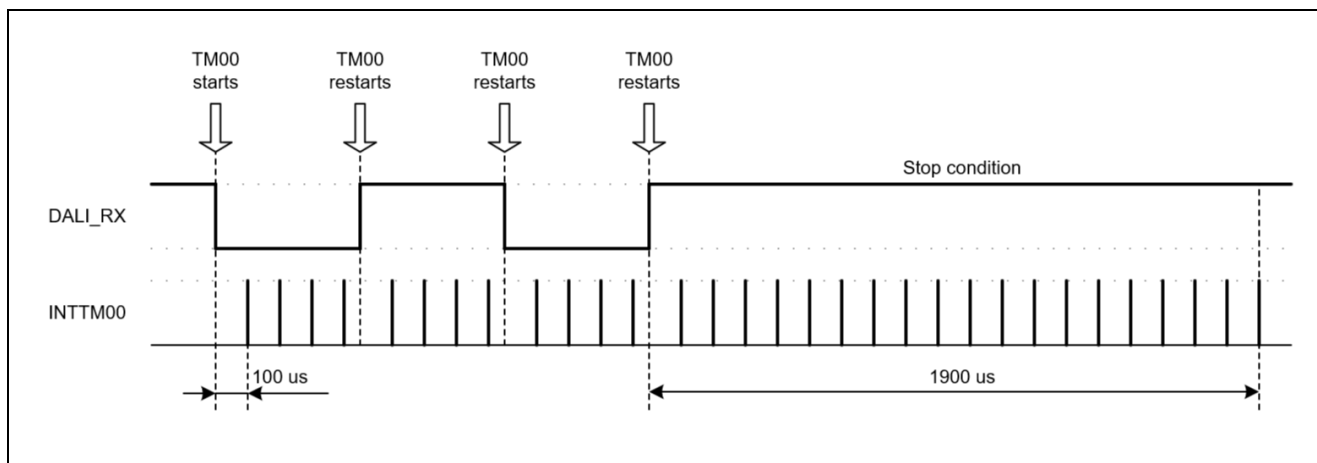 TM00
starts
TM00
restarts
TM00
restarts
TM00
restarts
Stop condition
DALI_RX
INTTM00
100 us
1900 us